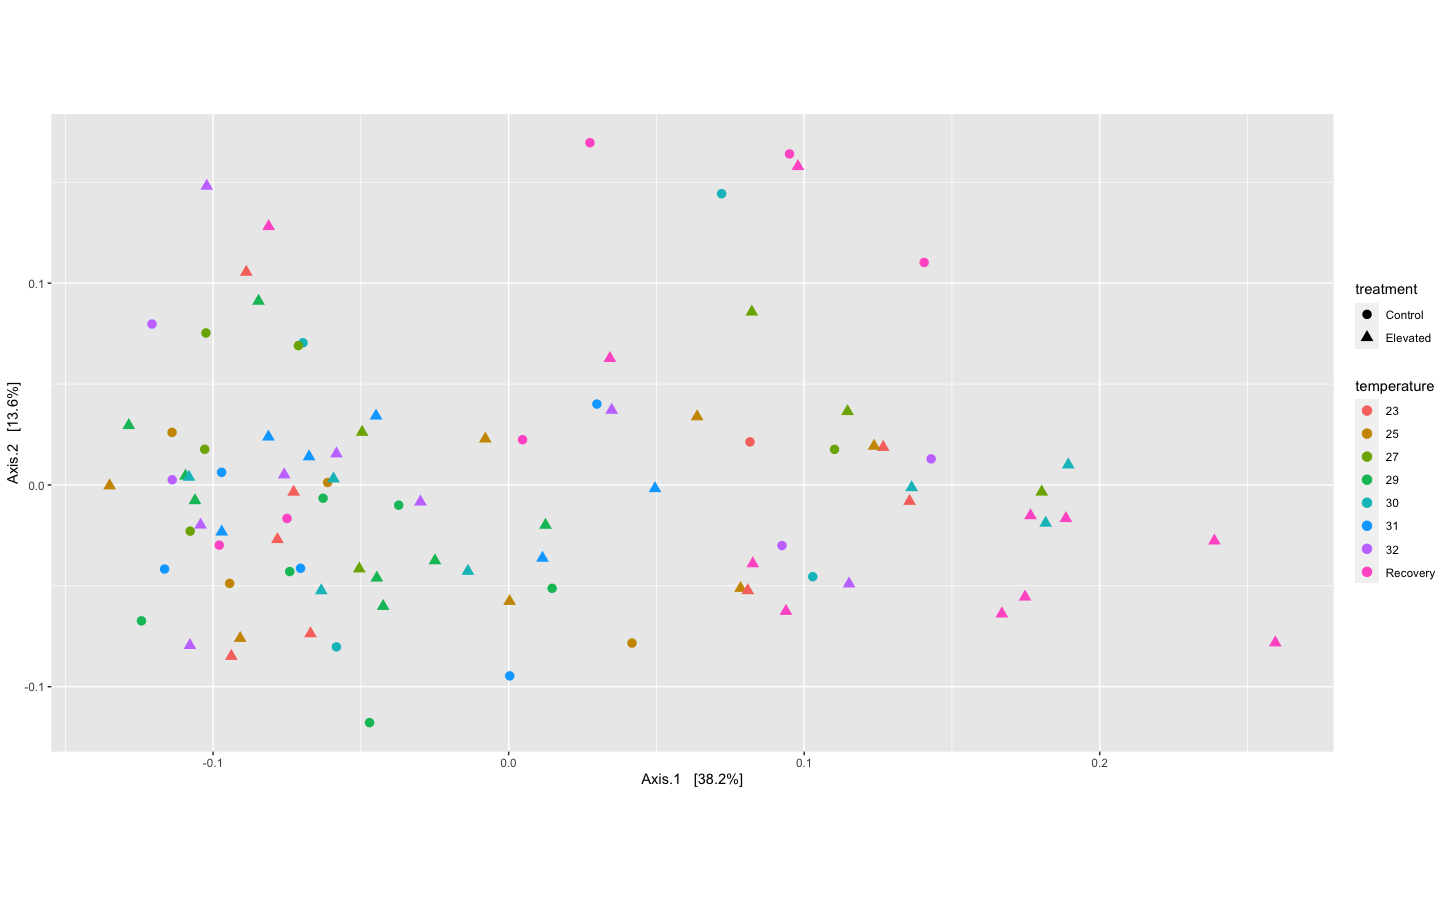 0.1
0.0
-0.1
Axis.2 [13.6%]
-0.1
0.0
0.1
0.2
Axis.1 [38.2%]
treatment
Control
Elevated
temperature
23
25
27
29
30
31
32
Recovery